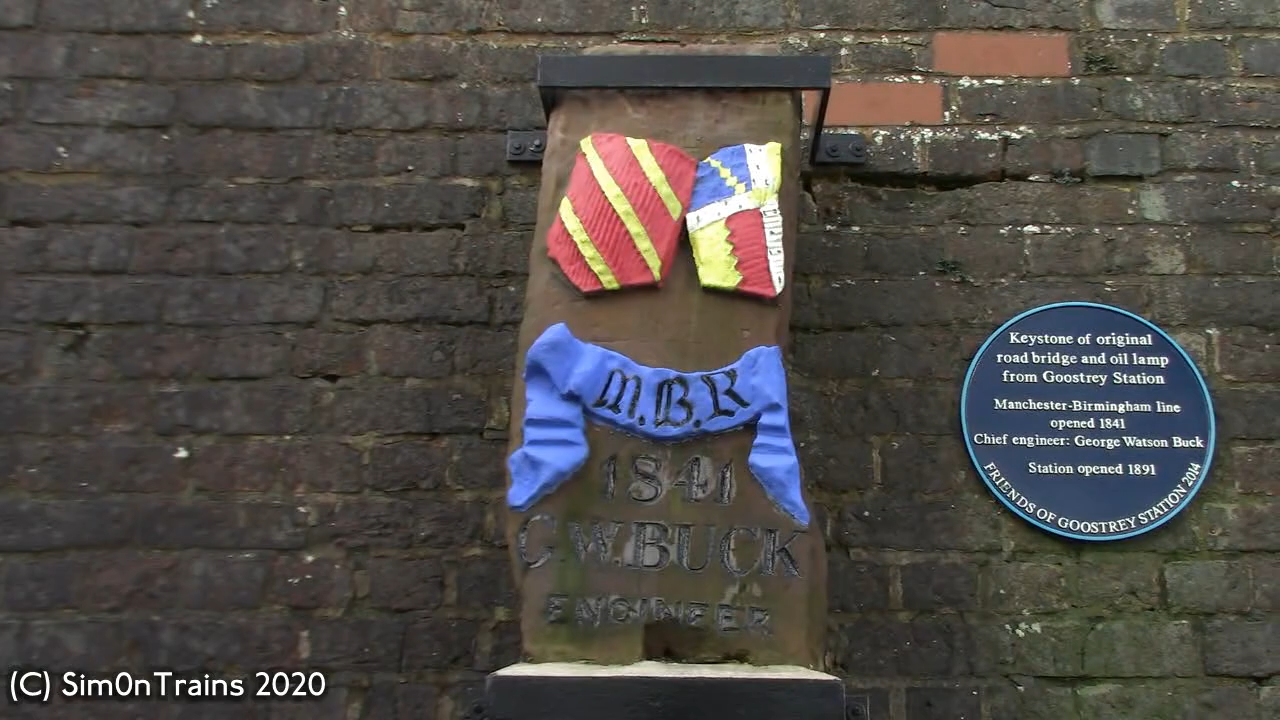 M.B.R
1841
G.W.BUCK
ENGINEER
Keystone of original
road bridge and oil lamp
from Goostrey Station
Manchester-Birmingham line
opened 1841
Chief engineer: George Watson Buck
Station opened 1891
FRIENDS OF GOOSTREY STATION 2014
(C) Sim0nTrains 2020